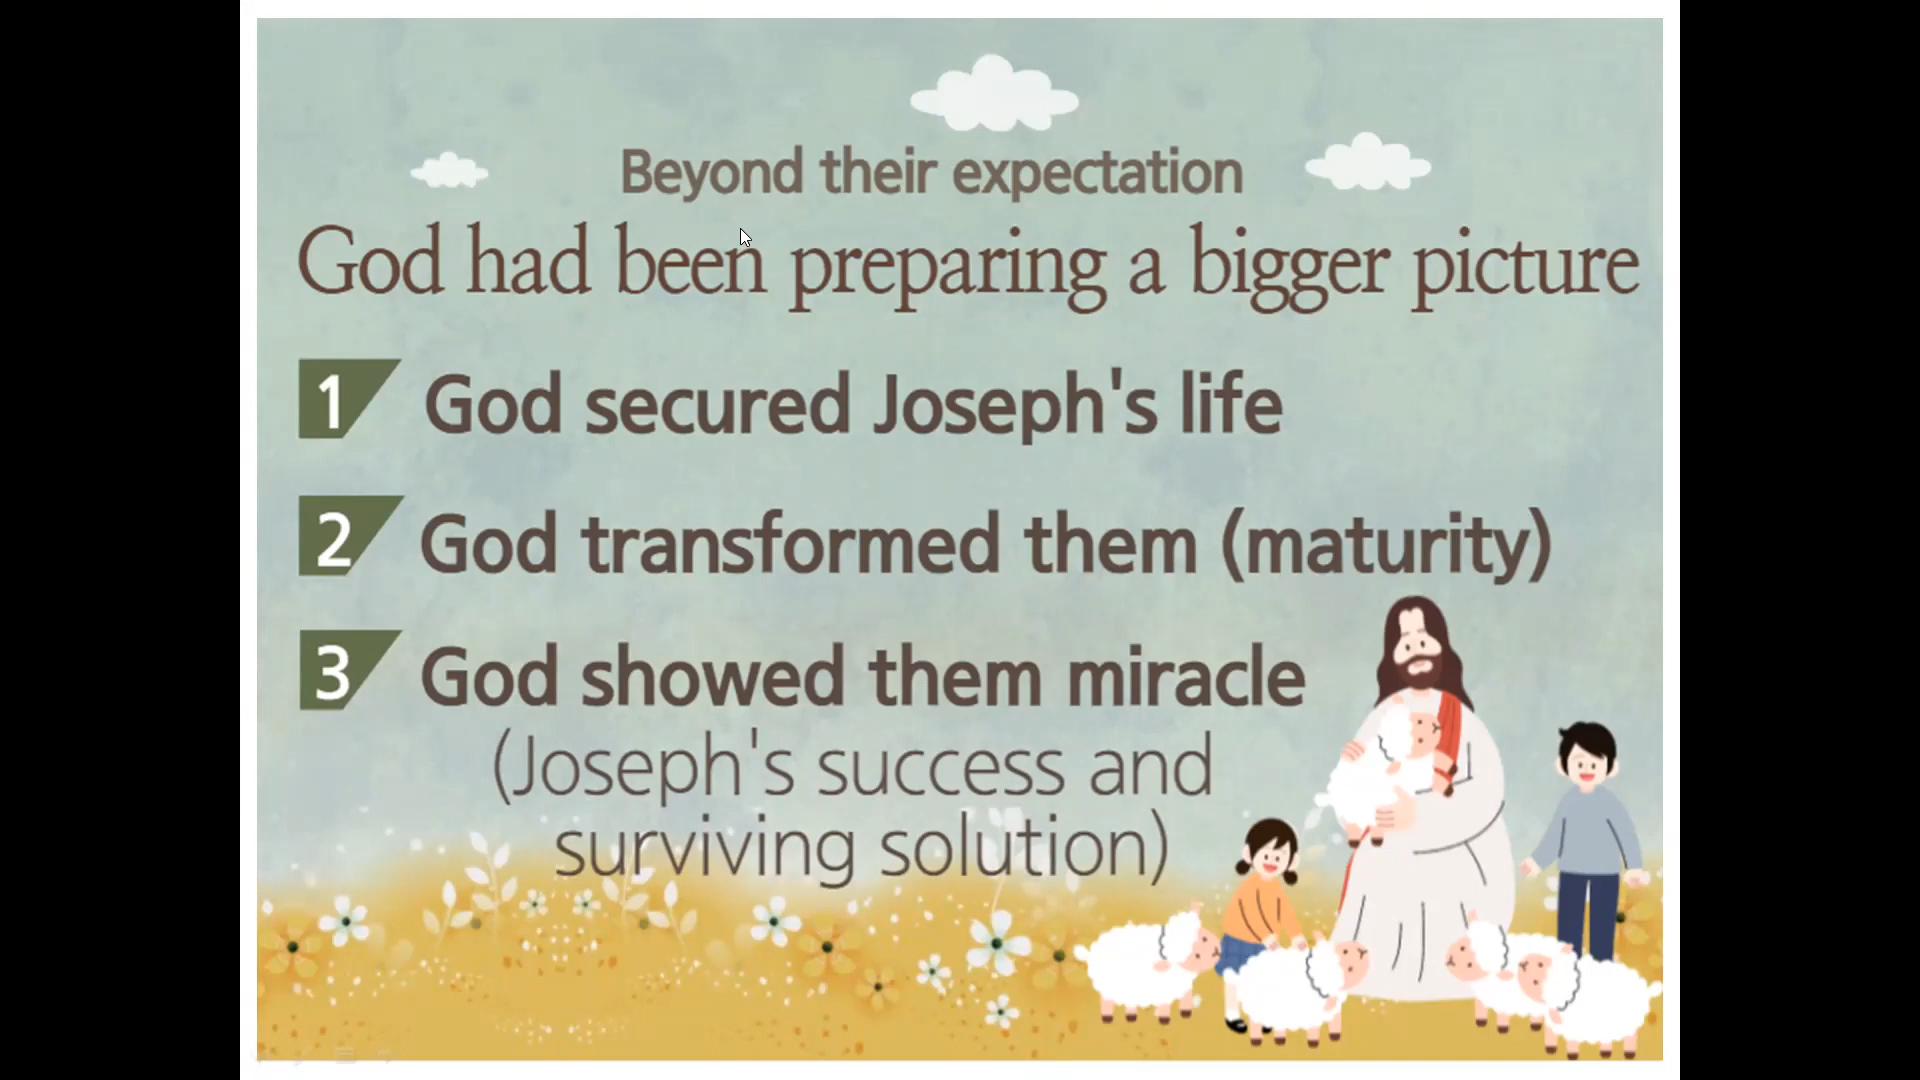 Beyond their expectation
God had been preparing a bigger picture
1 God secured Joseph's life
2 God transformed them (maturity)
3 God showed them miracle
(Joseph's success and
surviving solution)